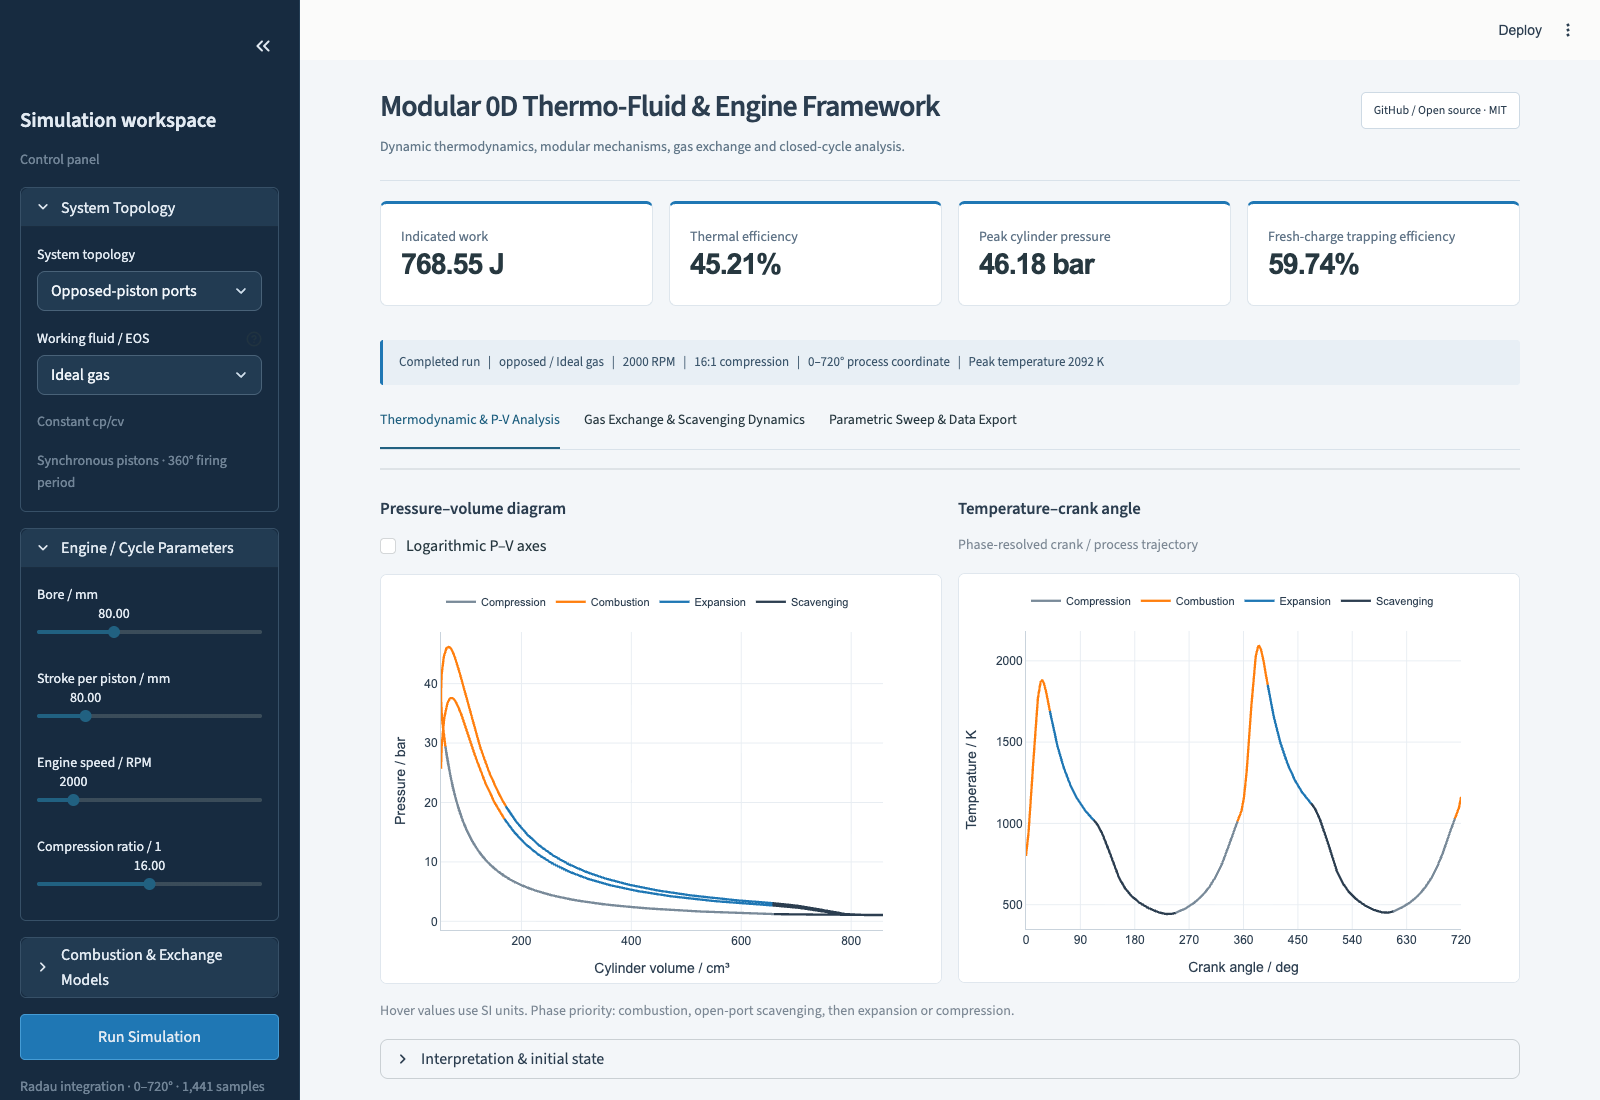 Deploy
Simulation workspace
Control panel
System Topology
System topology
Opposed-piston ports
Working fluid / EOS
Ideal gas
Constant cp/cv
Synchronous pistons · 360° firing
period
Engine / Cycle Parameters
Bore / mm
80.00
Stroke per piston / mm
80.00
Engine speed / RPM
2000
Compression ratio / 1
16.00
Combustion & Exchange
Models
Run Simulation
Radau integration · 0–720° · 1,441 samples
Modular 0D Thermo-Fluid & Engine Framework
GitHub / Open source · MIT
Dynamic thermodynamics, modular mechanisms, gas exchange and closed-cycle analysis.
Indicated work
768.55 J
Thermal efficiency
45.21%
Peak cylinder pressure
46.18 bar
Fresh-charge trapping efficiency
59.74%
Completed run | opposed / Ideal gas | 2000 RPM | 16:1 compression | 0–720° process coordinate | Peak temperature 2092 K
Thermodynamic & P-V Analysis
Gas Exchange & Scavenging Dynamics
Parametric Sweep & Data Export
Pressure–volume diagram
Logarithmic P–V axes
Compression Combustion Expansion Scavenging
Pressure / bar
40
30
20
10
0
200 400 600 800
Cylinder volume / cm³
Temperature–crank angle
Phase-resolved crank / process trajectory
Compression Combustion Expansion Scavenging
Temperature / K
2000
1500
1000
500
0 90 180 270 360 450 540 630 720
Crank angle / deg
Hover values use SI units. Phase priority: combustion, open-port scavenging, then expansion or compression.
Interpretation & initial state